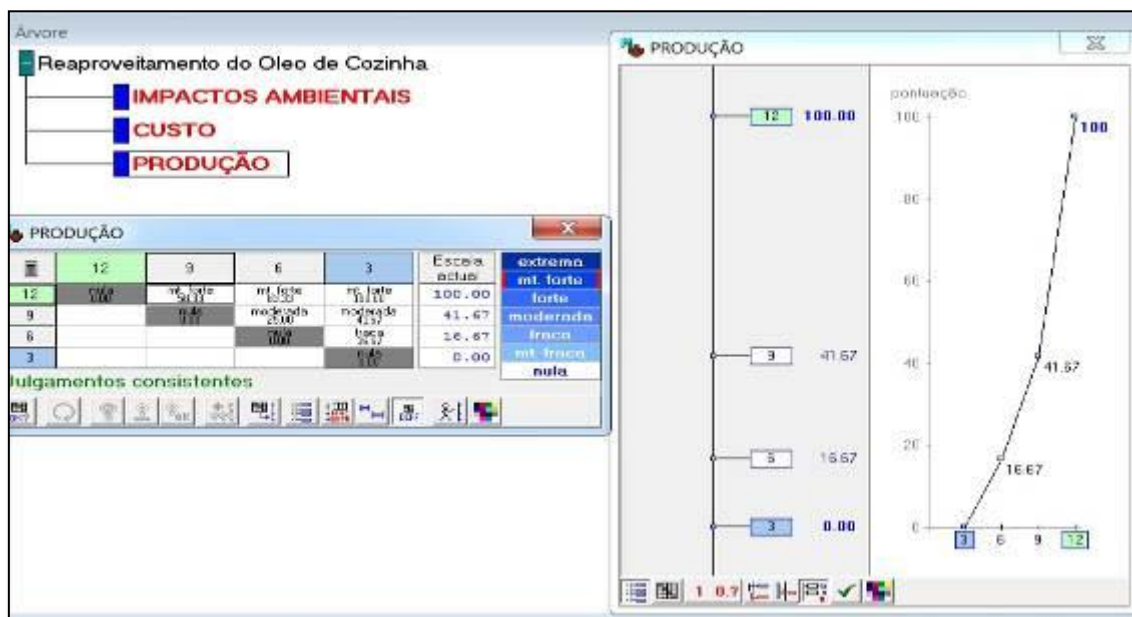 Árvore
Reaproveitamento do Oleo de Cozinha
IMPACTOS AMBIENTAIS
CUSTO
PRODUÇÃO
PRODUÇÃO
12 9 6 3 Escala actual
12 nula mt. forte mt. forte mt. forte 100.00
9 nula moderada moderada 41.67
6 nula fraca 16.67
3 nula 0.00
extrema
mt. forte
forte
moderada
fraca
mt. fraca
nula
Julgamentos consistentes
PRODUÇÃO
12 100.00
9 41.67
6 16.67
3 0.00
pontuação
100
80
60
40
20
0
100
41.67
16.67
3 6 9 12
1 0.7